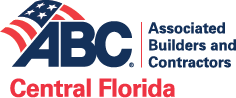 ABC®
Associated
Builders and
Contractors
Central Florida